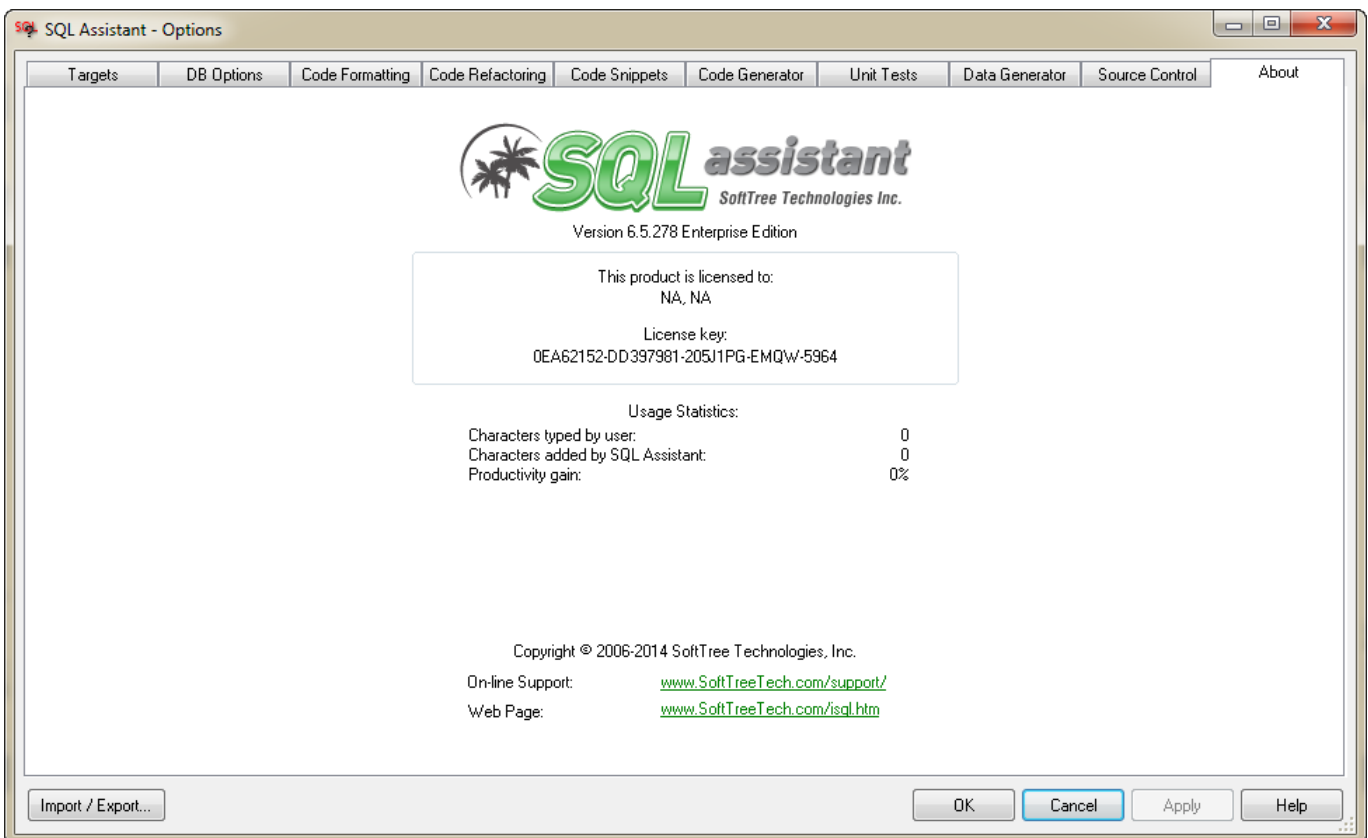 SQL Assistant - Options
Targets DB Options Code Formatting Code Refactoring Code Snippets Code Generator Unit Tests Data Generator Source Control About
SQL assistant
SoftTree Technologies Inc.
Version 6.5.278 Enterprise Edition
This product is licensed to:
NA, NA
License key:
0EA62152-DD397981-205J1PG-EMQW-5964
Usage Statistics:
Characters typed by user: 0
Characters added by SQL Assistant: 0
Productivity gain: 0%
Copyright © 2006-2014 SoftTree Technologies, Inc.
On-line Support: www.SoftTreeTech.com/support/
Web Page: www.SoftTreeTech.com/isql.htm
Import / Export... OK Cancel Apply Help